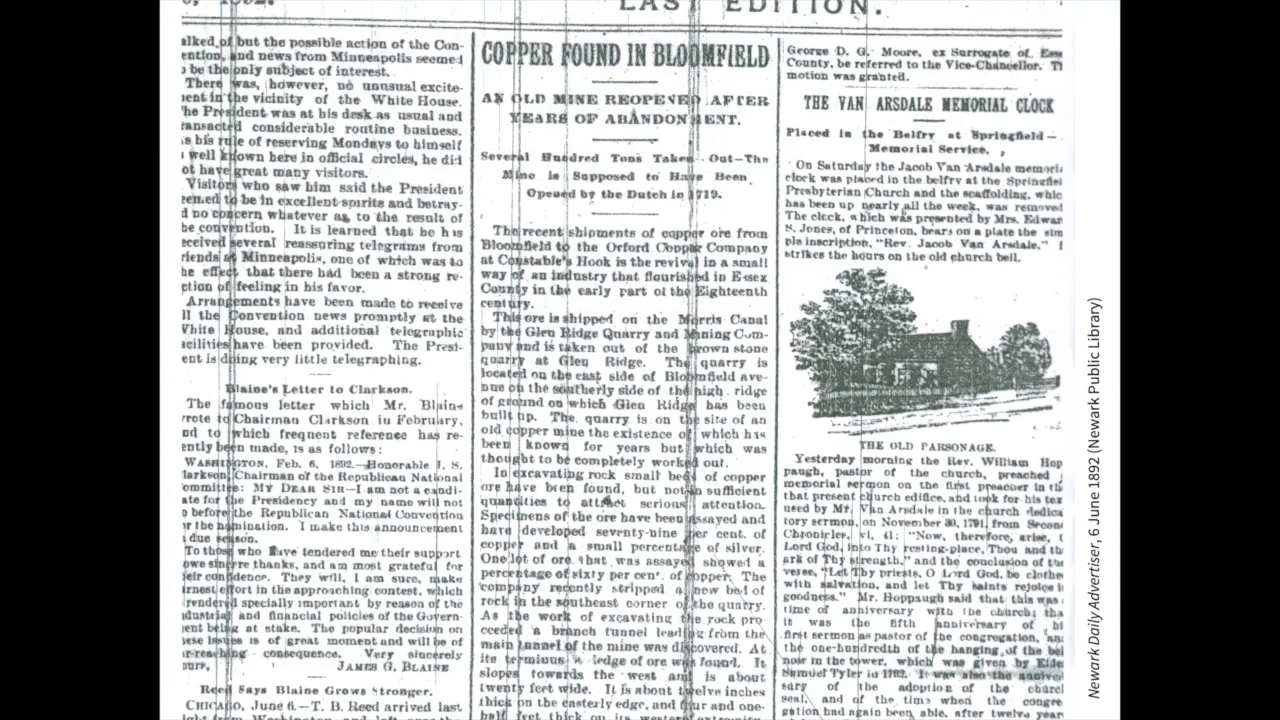 LAST EDITION.
alked of but the possible action of the Con-
ention, and news from Minneapolis seemed
be the only subject of interest.
There was, however, no unusual excite-
ent in the vicinity of the White House.
he President was at his desk as usual and
ransacted considerable routine business.
s his rule of reserving Mondays to himself
well known here in official circles, he did
ot have great many visitors.
Visitors who saw him said the President
eemed to be in excellent spirits and betray-
d no concern whatever as to the result of
he convention. It is learned that he has
eceived several reassuring telegrams from
riends at Minneapolis, one of which was to
he effect that there had been a strong re-
ption of feeling in his favor.
Arrangements have been made to receive
ll the Convention news promptly at the
White House, and additional telegraphic
acilities have been provided. The Presi-
ent is doing very little telegraphing.
Blaine's Letter to Clarkson.
The famous letter which Mr. Blaine
rote to Chairman Clarkson in February,
nd to which frequent reference has re-
ently been made, is as follows:
WASHINGTON, Feb. 6, 1892.—Honorable J. S.
larkson, Chairman of the Republican National
ommittee: MY DEAR SIR—I am not a candi-
ate for the Presidency and my name will not
before the Republican National Convention
or the nomination. I make this announcement
due season.
To those who have tendered me their support
owe sincere thanks, and am most grateful for
eir confidence. They will, I am sure, make
rnest effort in the approaching contest, which
rendered specially important by reason of the
dustrial and financial policies of the Govern-
ent being at stake. The popular decision on
ese issues is of great moment and will be of
r-reaching consequence. Very sincerely
ours, JAMES G. BLAINE
Reed Says Blaine Grows Stronger.
CHICAGO, June 6.—T. B. Reed arrived last
COPPER FOUND IN BLOOMFIELD
AN OLD MINE REOPENED AFTER
YEARS OF ABANDONMENT.
Several Hundred Tons Taken Out—The
Mine is Supposed to Have Been
Opened by the Dutch in 1719.
The recent shipments of copper ore from
Bloomfield to the Orford Copper Company
at Constable's Hook is the revival in a small
way of an industry that flourished in Essex
County in the early part of the Eighteenth
century.
This ore is shipped on the Morris Canal
by the Glen Ridge Quarry and Mining Com-
pany and is taken out of the brown stone
quarry at Glen Ridge. The quarry is
located on the east side of Bloomfield ave-
nue on the southerly side of the high ridge
of ground on which Glen Ridge has been
built up. The quarry is on the site of an
old copper mine the existence of which has
been known for years but which was
thought to be completely worked out.
In excavating rock small beds of copper
ore have been found, but not in sufficient
quantities to attract serious attention.
Specimens of the ore have been assayed and
have developed seventy-nine per cent. of
copper and a small percentage of silver.
One lot of ore that was assayed showed a
percentage of sixty per cent. of copper. The
company recently stripped a new bed of
rock in the southeast corner of the quarry.
As the work of excavating the rock pro
ceeded a branch tunnel leading from the
main tunnel of the mine was discovered. At
its terminus a ledge of ore was found. It
slopes towards the west and is about
twenty feet wide. It is about twelve inches
thick on the easterly edge, and four and one-
half feet thick on its western extremity
George D. G. Moore, ex Surrogate of Ess
County, be referred to the Vice-Chancellor. Th
motion was granted.
THE VAN ARSDALE MEMORIAL CLOCK
Placed in the Belfry at Springfield—
Memorial Service.
On Saturday the Jacob Van Arsdale memori
clock was placed in the belfry at the Springfiel
Presbyterian Church and the scaffolding, whic
has been up nearly all the week, was removed
The clock, which was presented by Mrs. Edwar
S. Jones, of Princeton, bears on a plate the sim
ple inscription, "Rev. Jacob Van Arsdale." I
strikes the hours on the old church bell.
THE OLD PARSONAGE.
Yesterday morning the Rev. William Hop
paugh, pastor of the church, preached
memorial sermon on the first preacher in th
that present church edifice, and took for his tex
used by Mr. Van Arsdale in the church dedica
tory sermon, on November 30, 1791, from Second
Chronicles, vi, 41: "Now, therefore, arise, O
Lord God, into Thy resting-place, Thou and th
ark of Thy strength," and the conclusion of the
verse, "Let Thy priests, O Lord God, be clothe
with salvation, and let Thy saints rejoice i
goodness." Mr. Hoppaugh said that this was
time of anniversary with the church; tha
it was the fifth anniversary of hi
first sermon as pastor of the congregation, an
the one-hundredth of the hanging of the bel
now in the tower, which was given by Elde
Samuel Tyler in 1792. It was also the annive
sary of the adoption of the church
seal, and of the time when the congre
gation had again been able, after twelve year
Newark Daily Advertiser, 6 June 1892 (Newark Public Library)